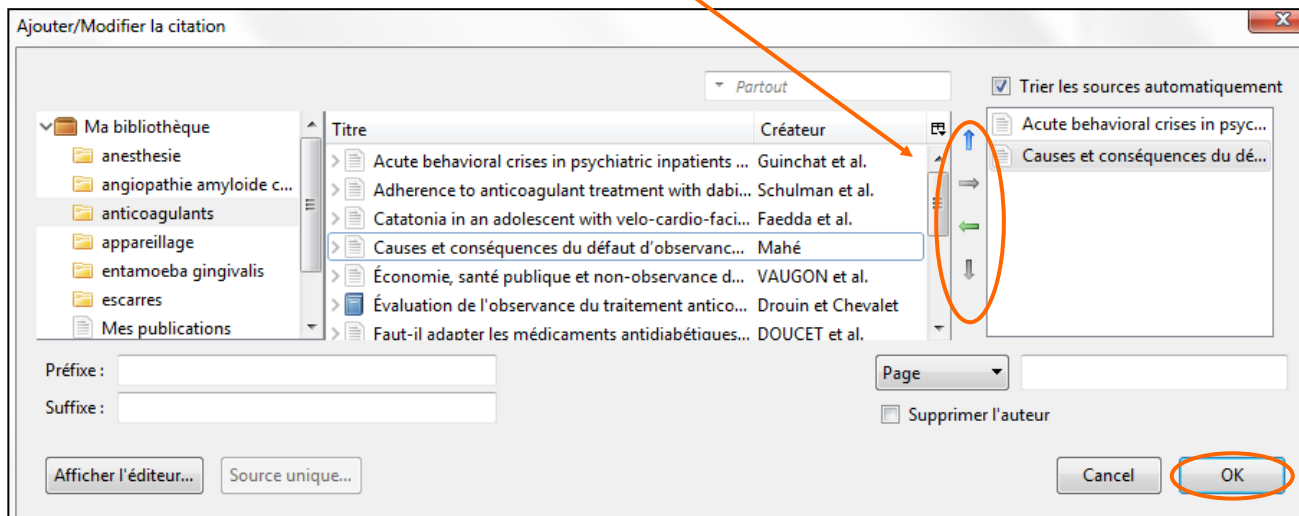 Ajouter/Modifier la citation
Partout
Trier les sources automatiquement
Ma bibliothèque
anesthesie
angiopathie amyloide c...
anticoagulants
appareillage
entamoeba gingivalis
escarres
Mes publications
Titre Créateur
Acute behavioral crises in psychiatric inpatients ... Guinchat et al.
Adherence to anticoagulant treatment with dabi... Schulman et al.
Catatonia in an adolescent with velo-cardio-faci... Faedda et al.
Causes et conséquences du défaut d'observanc... Mahé
Économie, santé publique et non-observance d... VAUGON et al.
Évaluation de l'observance du traitement antico... Drouin et Chevalet
Faut-il adapter les médicaments antidiabétiques... DOUCET et al.
Acute behavioral crises in psyc...
Causes et conséquences du dé...
Préfixe :
Suffixe :
Page
Supprimer l'auteur
Afficher l'éditeur... Source unique... Cancel OK